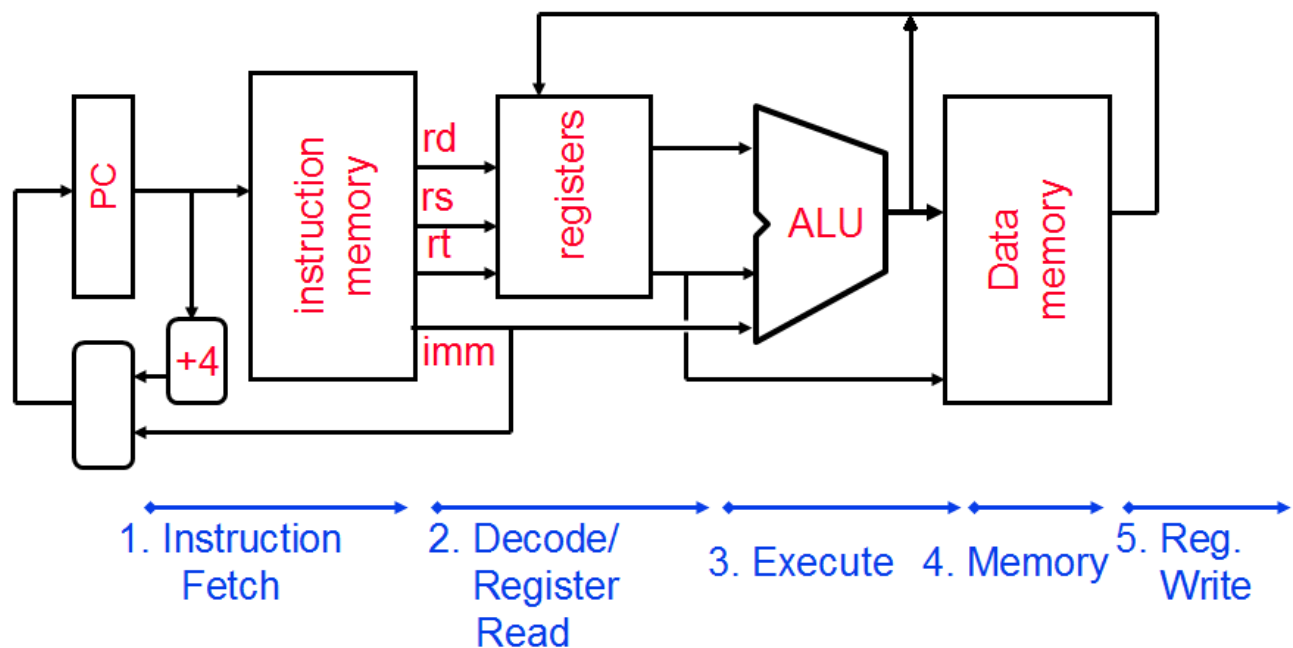 PC
+4
instruction
memory
rd
rs
rt
imm
registers
ALU
Data
memory
1. Instruction
Fetch
2. Decode/
Register
Read
3. Execute
4. Memory
5. Reg.
Write